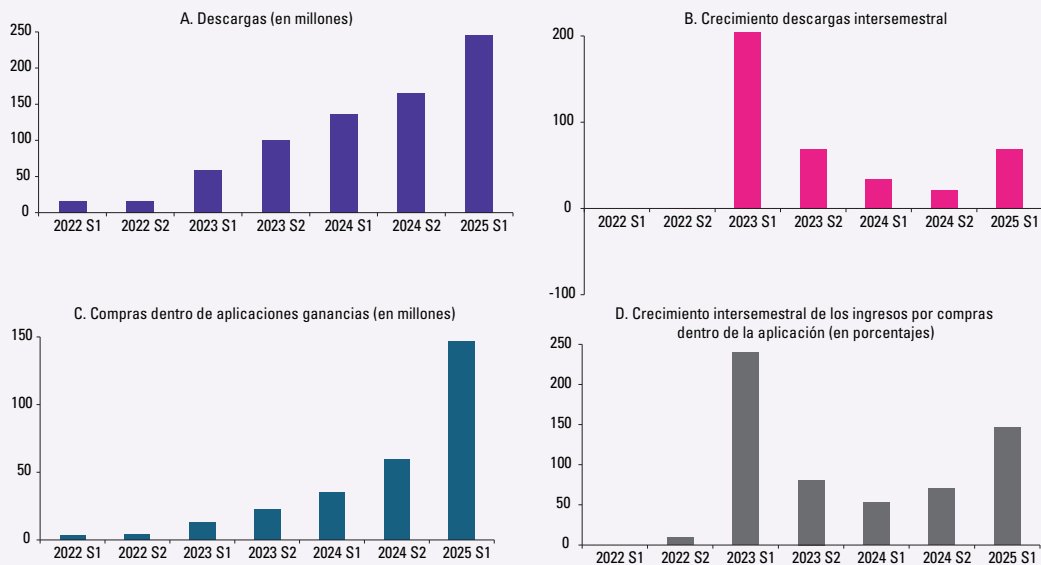 A. Descargas (en millones)
250
200
150
100
50
0
2022 S1 2022 S2 2023 S1 2023 S2 2024 S1 2024 S2 2025 S1
B. Crecimiento descargas intersemestral
200
100
0
-100
2022 S1 2022 S2 2023 S1 2023 S2 2024 S1 2024 S2 2025 S1
C. Compras dentro de aplicaciones ganancias (en millones)
150
100
50
0
2022 S1 2022 S2 2023 S1 2023 S2 2024 S1 2024 S2 2025 S1
D. Crecimiento intersemestral de los ingresos por compras
dentro de la aplicación (en porcentajes)
250
200
150
100
50
0
2022 S1 2022 S2 2023 S1 2023 S2 2024 S1 2024 S2 2025 S1